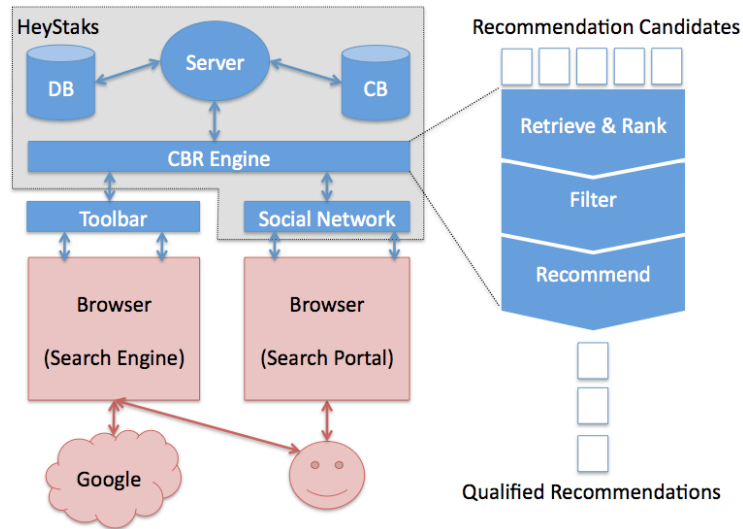 HeyStaks
Server
DB
CB
CBR Engine
Toolbar
Social Network
Browser
(Search Engine)
Browser
(Search Portal)
Google
Recommendation Candidates
Retrieve & Rank
Filter
Recommend
Qualified Recommendations